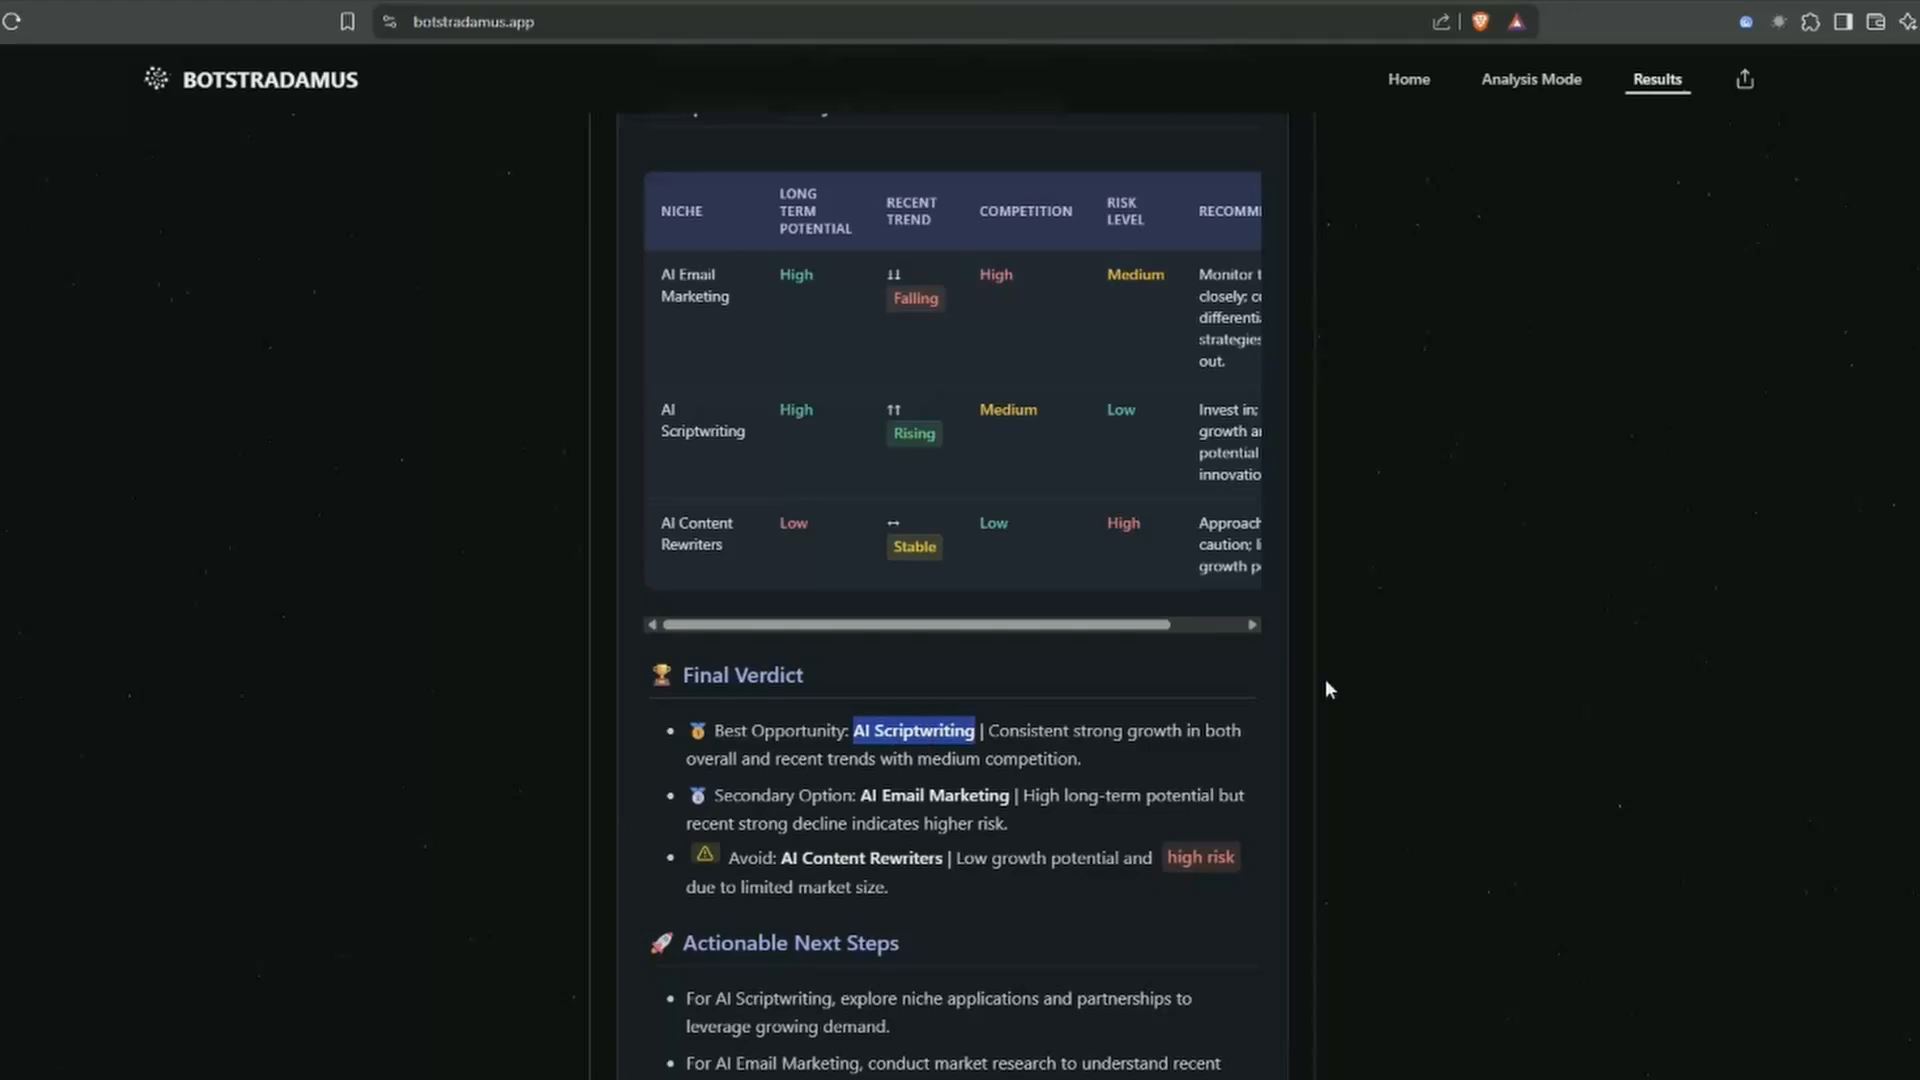 botstradamus.app
BOTSTRADAMUS
Home
Analysis Mode
Results
NICHE
LONG
TERM
POTENTIAL
RECENT
TREND
COMPETITION
RISK
LEVEL
AI Email
Marketing
High
↓↓
Falling
High
Medium
Monitor
closely;
strategies
out.
AI
Scriptwriting
High
↑↑
Rising
Medium
Low
Invest in;
growth
potential
AI Content
Rewriters
Low
↔
Stable
Low
High
caution;
growth
🏆 Final Verdict
• 🥇 Best Opportunity: AI Scriptwriting | Consistent strong growth in both
overall and recent trends with medium competition.
• 🥈 Secondary Option: AI Email Marketing | High long-term potential but
recent strong decline indicates higher risk.
• ⚠ Avoid: AI Content Rewriters | Low growth potential and high risk
due to limited market size.
🚀 Actionable Next Steps
• For AI Scriptwriting, explore niche applications and partnerships to
leverage growing demand.
• For AI Email Marketing, conduct market research to understand recent